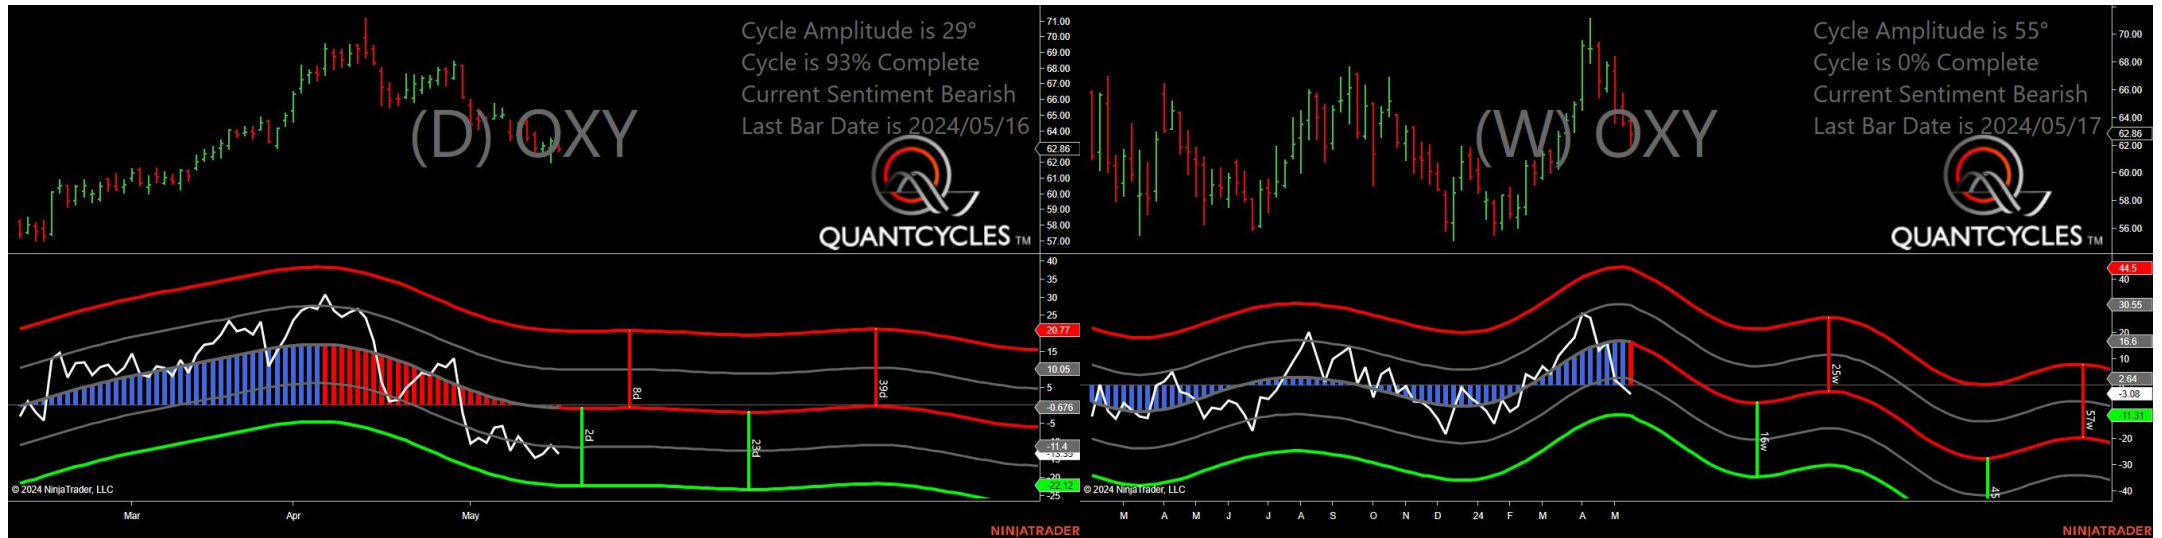 Cycle Amplitude is 29°
Cycle is 93% Complete
Current Sentiment Bearish
Last Bar Date is 2024/05/16
(D) OXY
QUANTCYCLES TM
71.00
70.00
69.00
68.00
67.00
66.00
65.00
64.00
62.86
62.00
61.00
60.00
59.00
58.00
57.00
40
35
30
25
20.77
15
10.05
5
-0.676
-5
-11.4
-13.35
-22.12
-25
8d
39d
2d
23d
© 2024 NinjaTrader, LLC
Mar
Apr
May
NINJATRADER
Cycle Amplitude is 55°
Cycle is 0% Complete
Current Sentiment Bearish
Last Bar Date is 2024/05/17
(W) OXY
QUANTCYCLES TM
70.00
68.00
66.00
64.00
62.86
62.00
60.00
58.00
56.00
44.5
30.55
20
16.6
10
2.64
-3.08
-11.31
-20
-30
-40
25w
57w
16w
45
© 2024 NinjaTrader, LLC
M A M J J A S O N D 24 F M A M
NINJATRADER